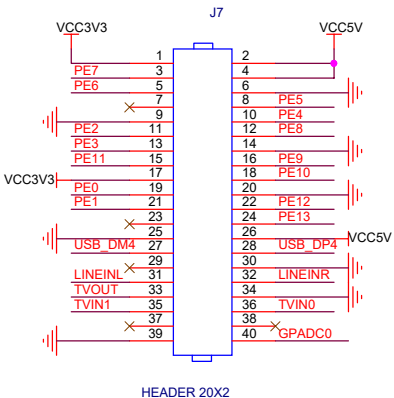 J7
VCC3V3 VCC5V
1 2
PE7 3 4
PE6 5 6
7 8 PE5
9 10 PE4
PE2 11 12 PE8
PE3 13 14
PE11 15 16 PE9
VCC3V3 17 18 PE10
PE0 19 20
PE1 21 22 PE12
23 24 PE13
25 26 VCC5V
USB_DM4 27 28 USB_DP4
29 30
LINEINL 31 32 LINEINR
TVOUT 33 34
TVIN1 35 36 TVIN0
37 38
39 40 GPADC0
HEADER 20X2